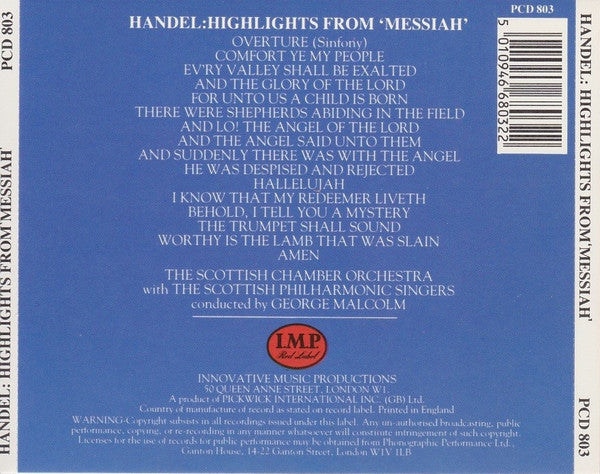 PCD 803
HANDEL: HIGHLIGHTS FROM 'MESSIAH'
HANDEL:HIGHLIGHTS FROM 'MESSIAH'
OVERTURE (Sinfony)
COMFORT YE MY PEOPLE
EV'RY VALLEY SHALL BE EXALTED
AND THE GLORY OF THE LORD
FOR UNTO US A CHILD IS BORN
THERE WERE SHEPHERDS ABIDING IN THE FIELD
AND LO! THE ANGEL OF THE LORD
AND THE ANGEL SAID UNTO THEM
AND SUDDENLY THERE WAS WITH THE ANGEL
HE WAS DESPISED AND REJECTED
HALLELUJAH
I KNOW THAT MY REDEEMER LIVETH
BEHOLD, I TELL YOU A MYSTERY
THE TRUMPET SHALL SOUND
WORTHY IS THE LAMB THAT WAS SLAIN
AMEN
THE SCOTTISH CHAMBER ORCHESTRA
with THE SCOTTISH PHILHARMONIC SINGERS
conducted by GEORGE MALCOLM
I.M.P
Red Label
INNOVATIVE MUSIC PRODUCTIONS
50 QUEEN ANNE STREET, LONDON W1.
A product of PICKWICK INTERNATIONAL INC. (GB) Ltd.
Country of manufacture of record as stated on record label. Printed in England
WARNING-Copyright subsists in all recordings issued under this label. Any un-authorised broadcasting, public
performance, copying, or re-recording in any manner whatsoever will constitute infringement of such copyright.
Licenses for the use of records for public performance may be obtained from Phonographic Performance Ltd.,
Ganton House, 14-22 Ganton Street, London W1V 1LB
PCD 803
5 010946 680322
HANDEL: HIGHLIGHTS FROM'MESSIAH'
PCD 803